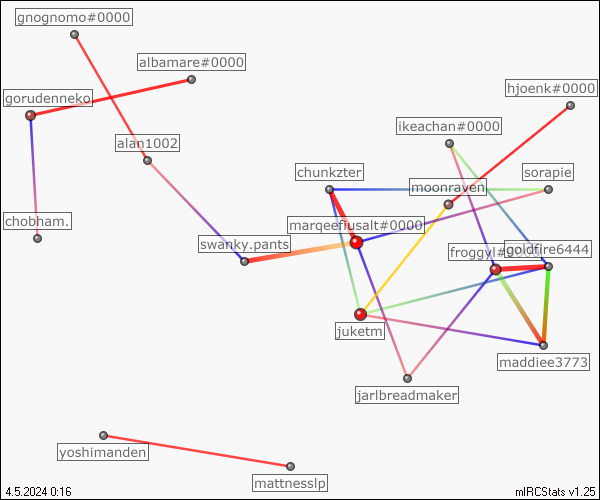 gnognomo#0000
albamare#0000
hjoenk#0000
gorudenneko
ikeachan#0000
alan1002
chunkzter
sorapie
moonraven
chobham.
marqeefiusalt#0000
swanky.pants
froggyl#
goldfire6444
juketm
maddiee3773
jarlbreadmaker
yoshimanden
mattnesslp
4.5.2024 0:16
mIRCStats v1.25